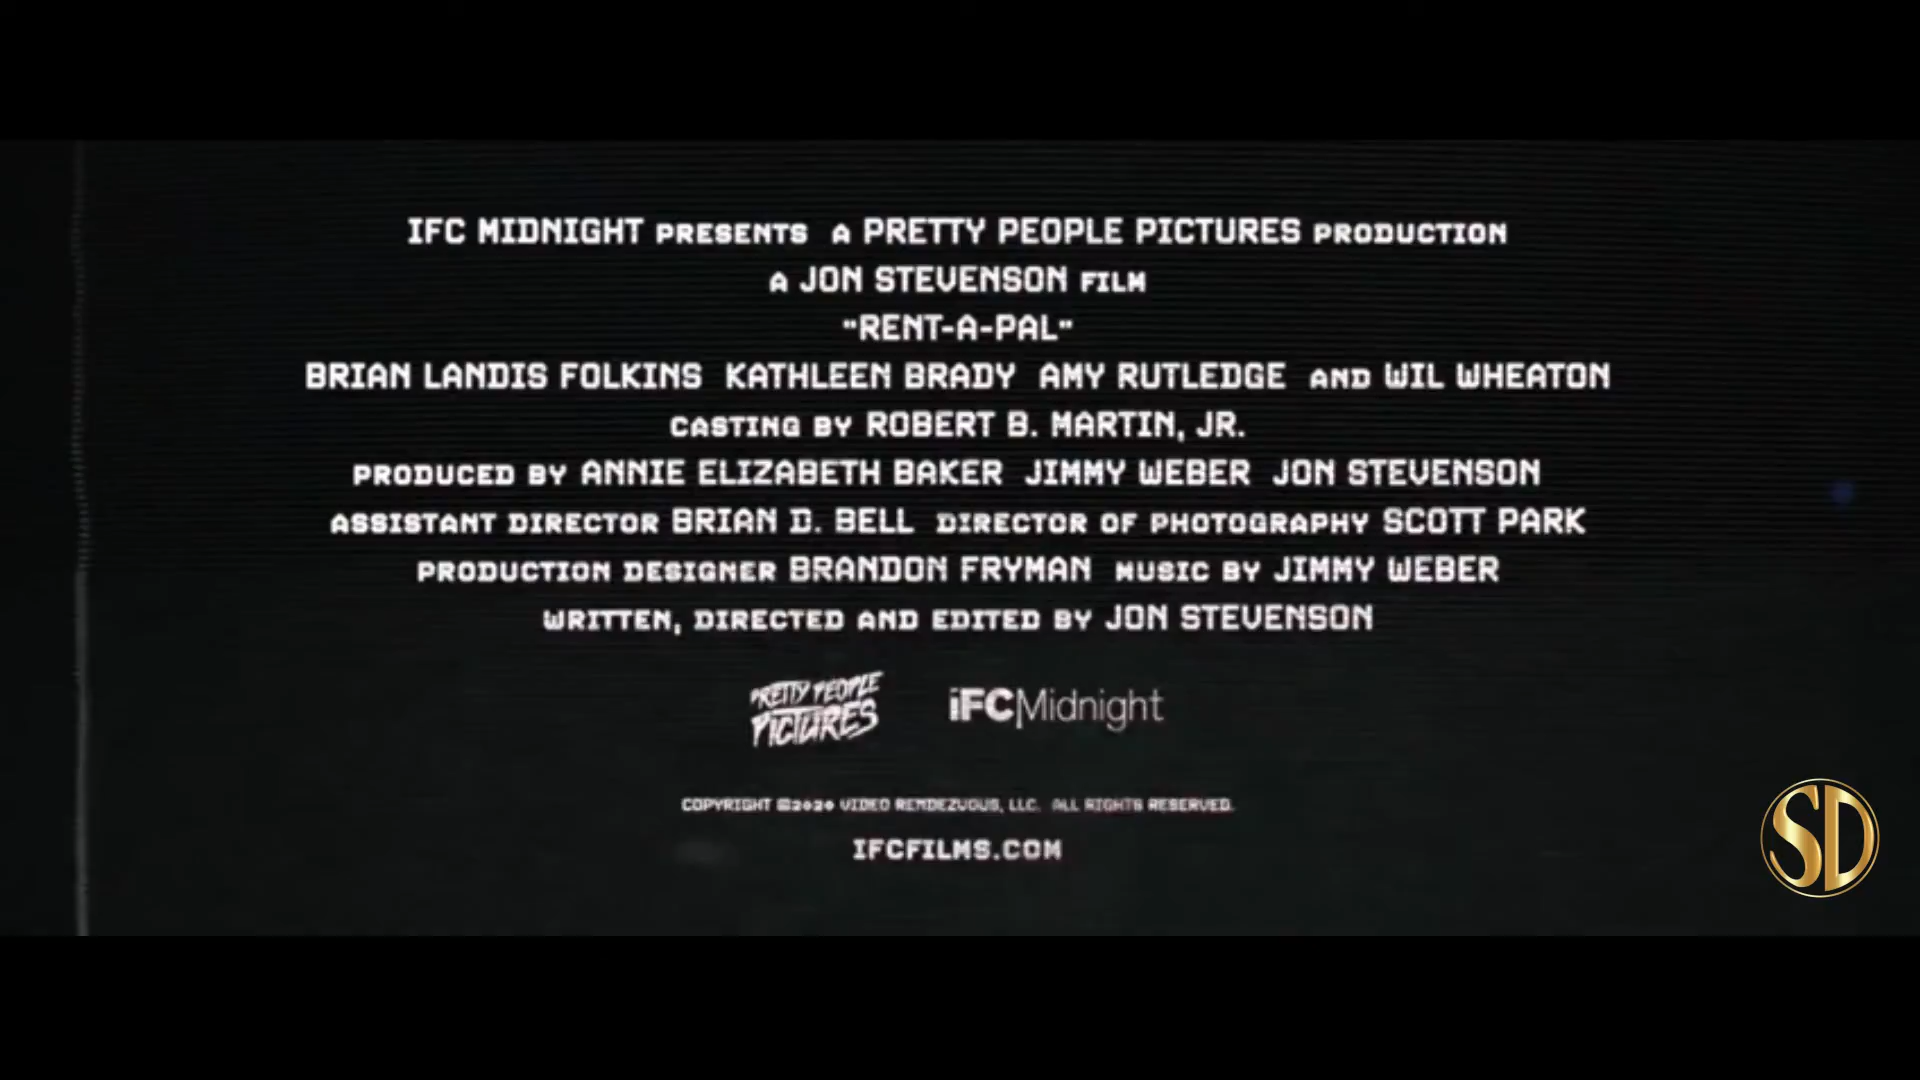 IFC MIDNIGHT PRESENTS A PRETTY PEOPLE PICTURES PRODUCTION
A JON STEVENSON FILM
"RENT-A-PAL"
BRIAN LANDIS FOLKINS KATHLEEN BRADY AMY RUTLEDGE AND WIL WHEATON
CASTING BY ROBERT B. MARTIN, JR.
PRODUCED BY ANNIE ELIZABETH BAKER JIMMY WEBER JON STEVENSON
ASSISTANT DIRECTOR BRIAN D. BELL DIRECTOR OF PHOTOGRAPHY SCOTT PARK
PRODUCTION DESIGNER BRANDON FRYMAN MUSIC BY JIMMY WEBER
WRITTEN, DIRECTED AND EDITED BY JON STEVENSON
PRETTY PEOPLE
PICTURES
iFC|Midnight
SD
COPYRIGHT ©2020 VIDEO RENDEZVOUS, LLC. ALL RIGHTS RESERVED.
IFCFILMS.COM